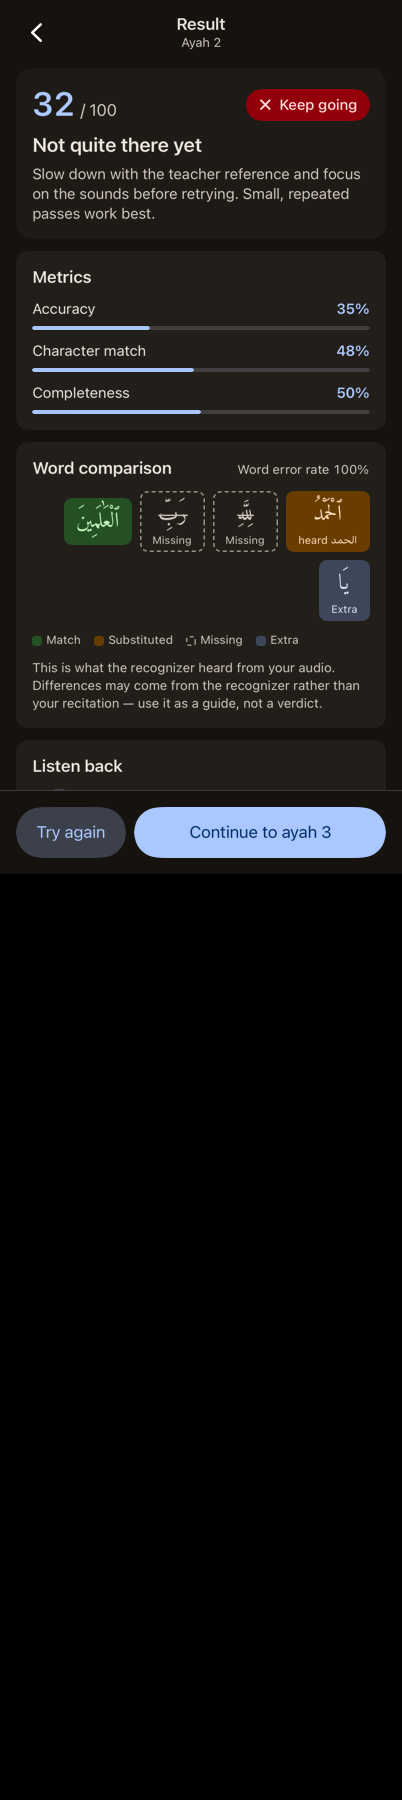 Result
Ayah 2
32 / 100
Keep going
Not quite there yet
Slow down with the teacher reference and focus
on the sounds before retrying. Small, repeated
passes work best.
Metrics
Accuracy 35%
Character match 48%
Completeness 50%
Word comparison Word error rate 100%
ٱلْحَمْدُ لِلَّهِ رَبِّ ٱلْعَٰلَمِينَ
heard الحمد Missing Missing
يَا
Extra
Match Substituted Missing Extra
This is what the recognizer heard from your audio.
Differences may come from the recognizer rather than
your recitation — use it as a guide, not a verdict.
Listen back
Try again Continue to ayah 3